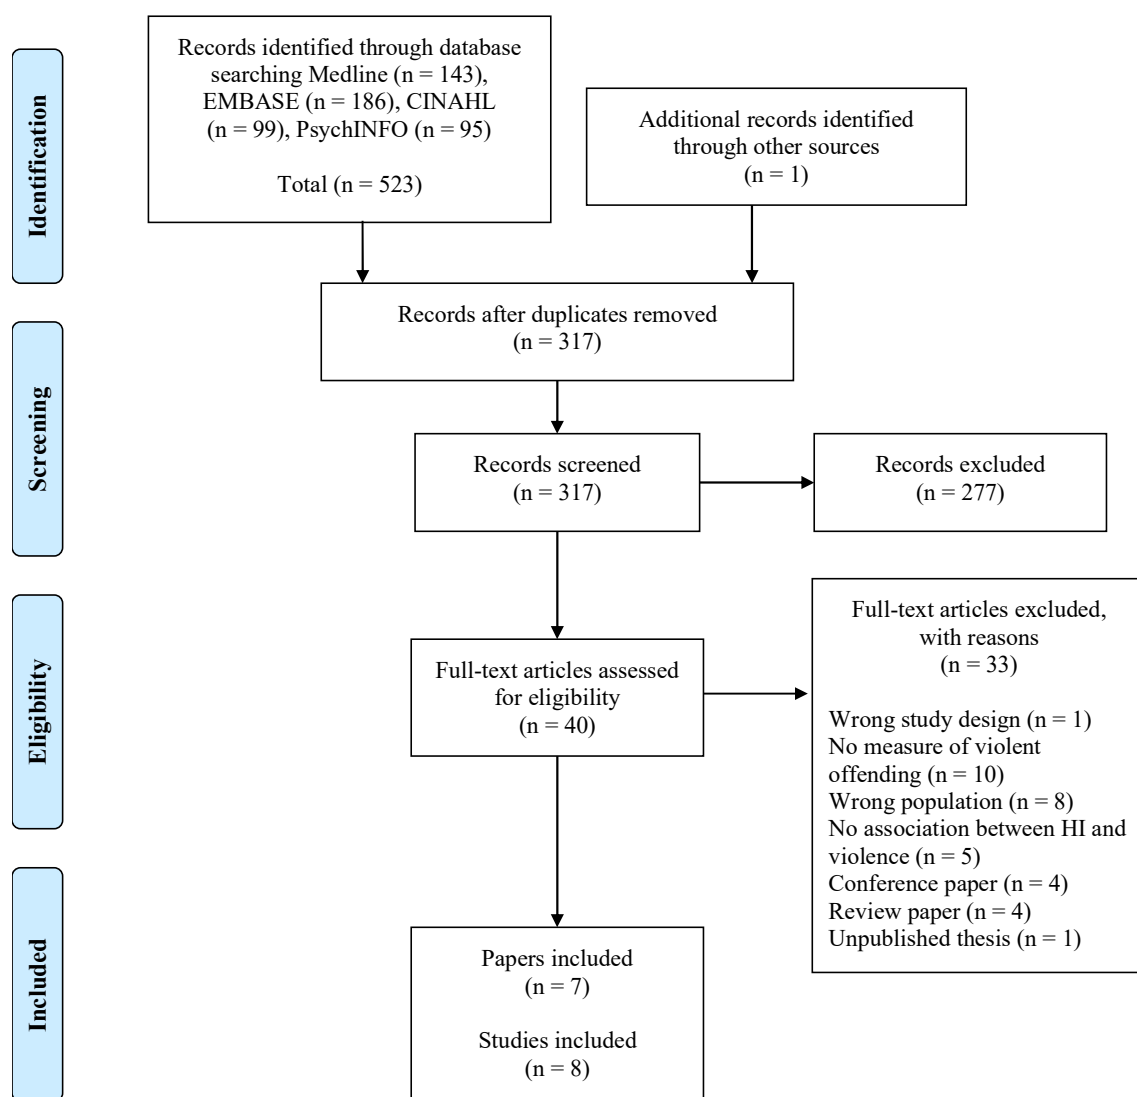 Identification
Records identified through database
searching Medline (n = 143),
EMBASE (n = 186), CINAHL
(n = 99), PsychINFO (n = 95)
Total (n = 523)
Additional records identified
through other sources
(n = 1)
Records after duplicates removed
(n = 317)
Screening
Records screened
(n = 317)
Records excluded
(n = 277)
Eligibility
Full-text articles assessed
for eligibility
(n = 40)
Full-text articles excluded,
with reasons
(n = 33)
Wrong study design (n = 1)
No measure of violent
offending (n = 10)
Wrong population (n = 8)
No association between HI and
violence (n = 5)
Conference paper (n = 4)
Review paper (n = 4)
Unpublished thesis (n = 1)
Included
Papers included
(n = 7)
Studies included
(n = 8)